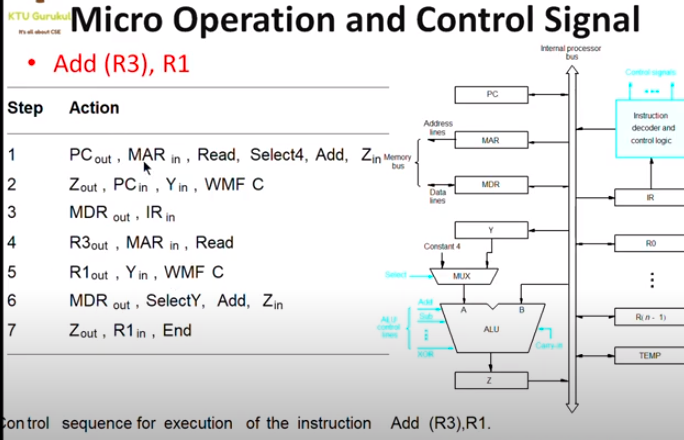 KTU Gurukul
It's all about CSE
Micro Operation and Control Signal
• Add (R3), R1
Step Action
1 PC out , MAR in , Read, Select4, Add, Z in
2 Z out , PC in , Y in , WMF C
3 MDR out , IR in
4 R3 out , MAR in , Read
5 R1 out , Y in , WMF C
6 MDR out , SelectY, Add, Z in
7 Z out , R1 in , End
Internal processor
bus
Control signals
...
PC
Instruction
decoder and
control logic
Address
lines
MAR
Memory
bus
MDR
Data
lines
IR
Y
Constant 4
R0
Select
MUX
Add
A B
Sub
R( n - 1)
ALU
control
lines
ALU
Carry-in
XOR
TEMP
Z
Control sequence for execution of the instruction Add (R3),R1.